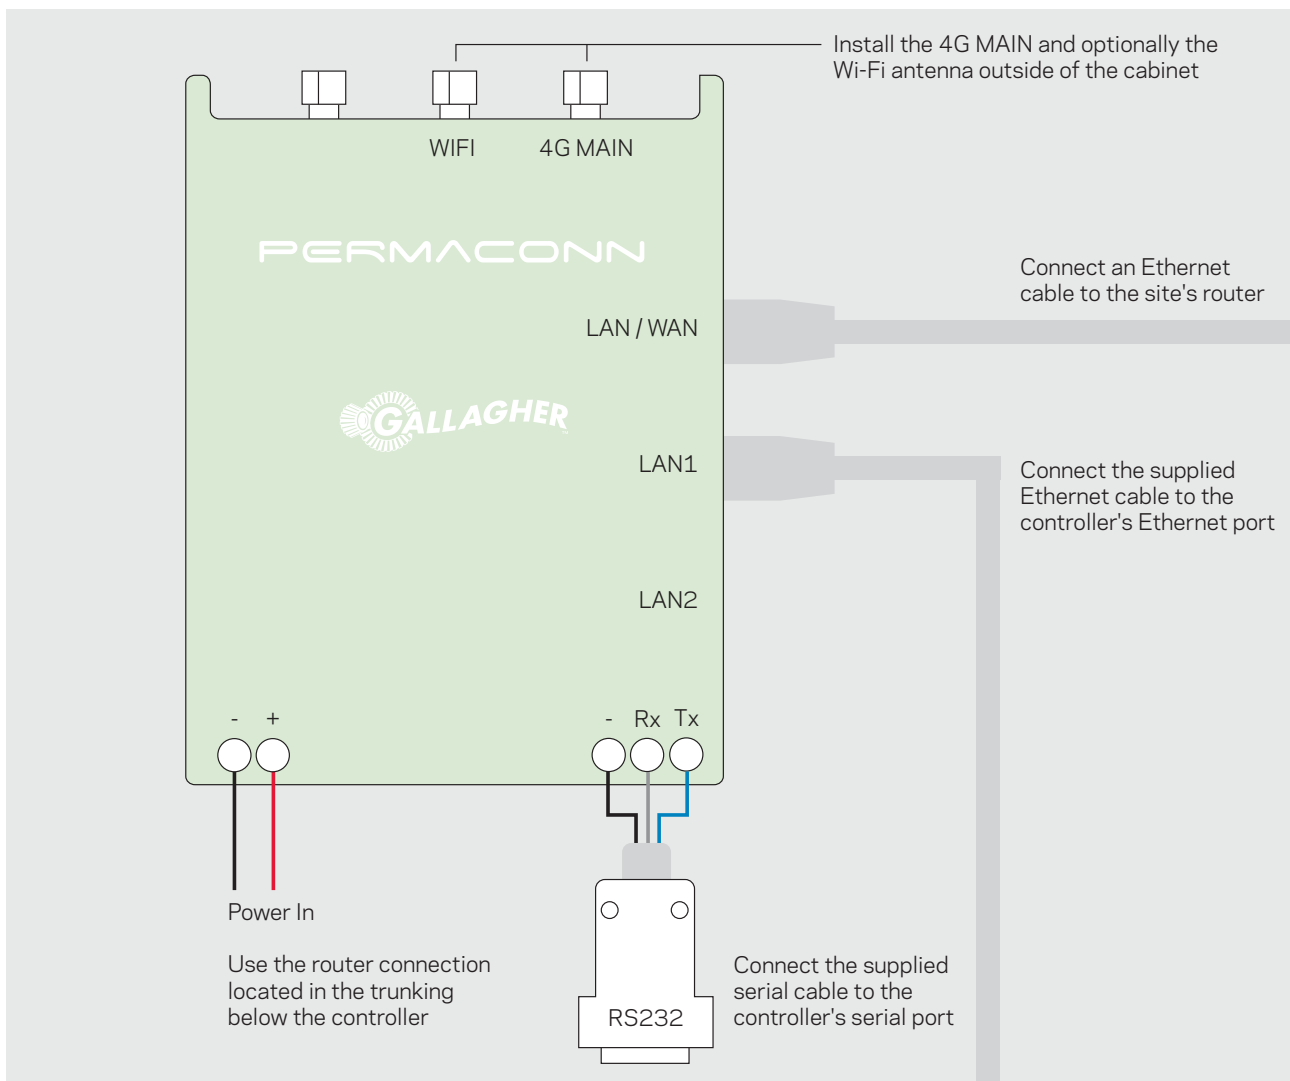 Install the 4G MAIN and optionally the
Wi-Fi antenna outside of the cabinet
WIFI
4G MAIN
PERMACONN
Connect an Ethernet
cable to the site's router
LAN / WAN
GALLAGHER
LAN1
Connect the supplied
Ethernet cable to the
controller's Ethernet port
LAN2
- +
- Rx Tx
Power In
Use the router connection
located in the trunking
below the controller
RS232
Connect the supplied
serial cable to the
controller's serial port